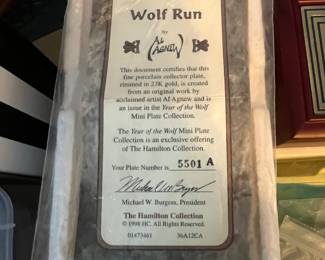 Wolf Run
by
AL
AGNEW
This document certifies that this
fine porcelain collector plate,
rimmed in 23K gold, is created
from an original work by
acclaimed artist Al Agnew and is
an issue in the Year of the Wolf
Mini Plate Collection.
The Year of the Wolf Mini Plate
Collection is an exclusive offering
of The Hamilton Collection.
Your Plate Number is 5501 A
Michael W. Burgess, President
The Hamilton Collection
© 1998 HC. All Rights Reserved.
01473461 36A12CA